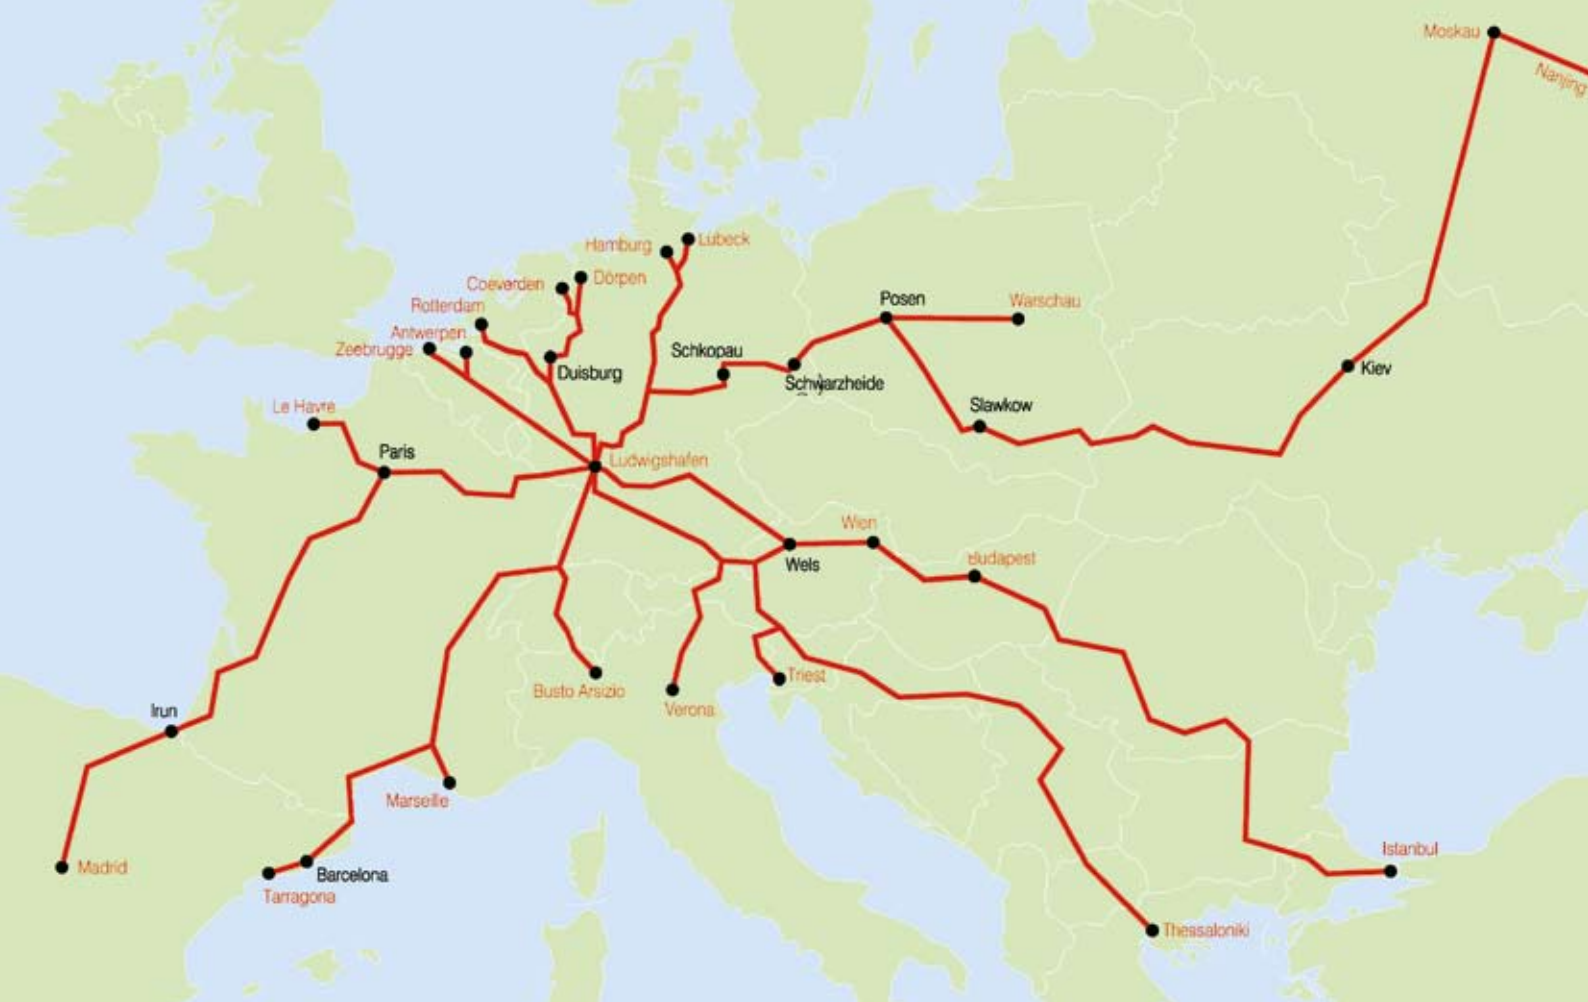 Moskau
Nanjing
Hamburg
Lübeck
Coevorden
Dörpen
Rotterdam
Posen
Warschau
Antwerpen
Zeebrugge
Schkopau
Duisburg
Schwarzheide
Kiev
Le Havre
Slawkow
Paris
Ludwigshafen
Wien
Wels
Budapest
Triest
Busto Arsizio
Verona
Irun
Marseille
Madrid
Barcelona
Tarragona
Istanbul
Thessaloniki